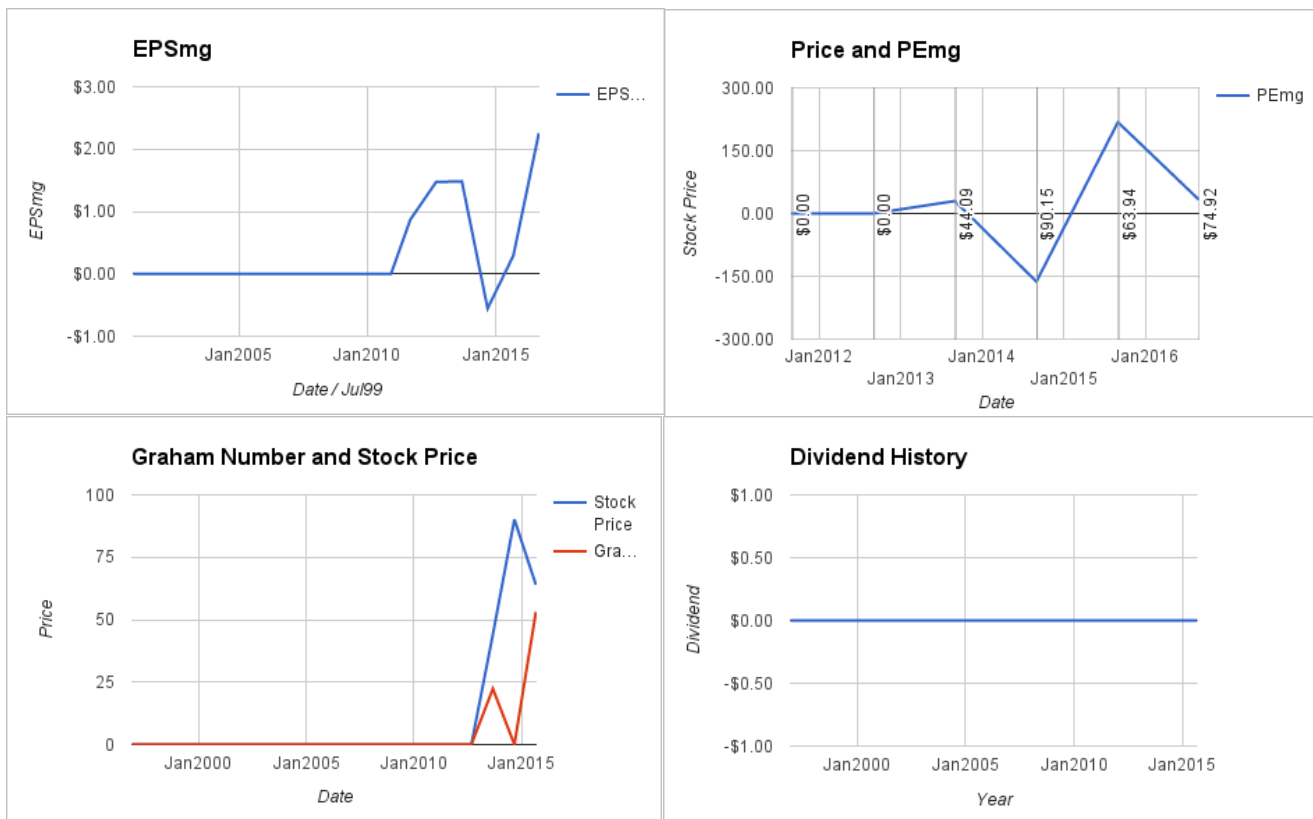 EPSmg
$3.00
$2.00
$1.00
$0.00
-$1.00
EPSmg
EPS...
Jan2005 Jan2010 Jan2015
Date / Jul99
Price and PEmg
300.00
150.00
0.00
-150.00
-300.00
Stock Price
PEmg
$0.00 $0.00 $44.09 $90.15 $63.94 $74.92
Jan2012 Jan2014 Jan2016
Jan2013 Jan2015
Date
Graham Number and Stock Price
100
75
50
25
0
Price
Stock
Price
Gra...
Jan2000 Jan2005 Jan2010 Jan2015
Date
Dividend History
$1.00
$0.50
$0.00
-$0.50
-$1.00
Dividend
Jan2000 Jan2005 Jan2010 Jan2015
Year